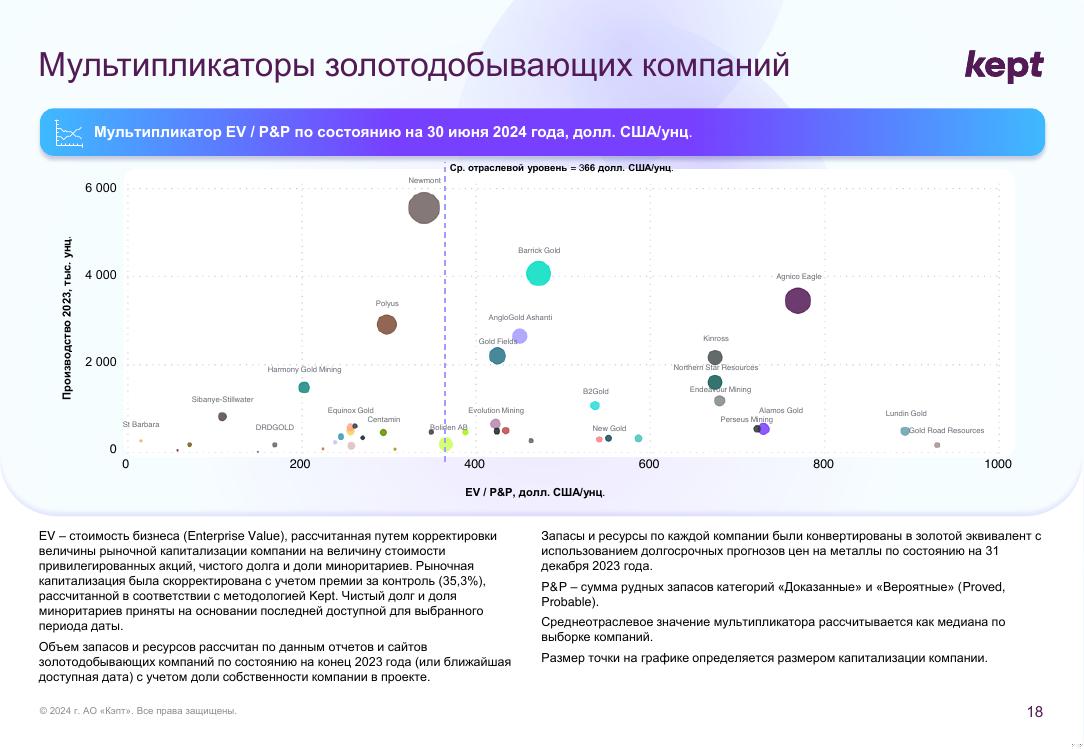 Мультипликаторы золотодобывающих компаний
kept
Мультипликатор EV / P&P по состоянию на 30 июня 2024 года, долл. США/унц.
Ср. отраслевой уровень = 366 долл. США/унц.
Производство 2023, тыс. унц.
6 000
4 000
2 000
0
Newmont
Barrick Gold
Agnico Eagle
Polyus
AngloGold Ashanti
Gold Fields
Kinross
Northern Star Resources
Harmony Gold Mining
Endeavour Mining
B2Gold
Sibanye-Stillwater
Equinox Gold
Evolution Mining
Alamos Gold
Lundin Gold
St Barbara
DRDGOLD
Centamin
Boliden AB
New Gold
Perseus Mining
Gold Road Resources
0
200
400
600
800
1000
EV / P&P, долл. США/унц.
EV – стоимость бизнеса (Enterprise Value), рассчитанная путем корректировки
величины рыночной капитализации компании на величину стоимости
привилегированных акций, чистого долга и доли миноритариев. Рыночная
капитализация была скорректирована с учетом премии за контроль (35,3%),
рассчитанной в соответствии с методологией Kept. Чистый долг и доля
миноритариев приняты на основании последней доступной для выбранного
периода даты.
Объем запасов и ресурсов рассчитан по данным отчетов и сайтов
золотодобывающих компаний по состоянию на конец 2023 года (или ближайшая
доступная дата) с учетом доли собственности компании в проекте.
Запасы и ресурсы по каждой компании были конвертированы в золотой эквивалент с
использованием долгосрочных прогнозов цен на металлы по состоянию на 31
декабря 2023 года.
P&P – сумма рудных запасов категорий «Доказанные» и «Вероятные» (Proved,
Probable).
Среднеотраслевое значение мультипликатора рассчитывается как медиана по
выборке компаний.
Размер точки на графике определяется размером капитализации компании.
© 2024 г. АО «Кэпт». Все права защищены.
18